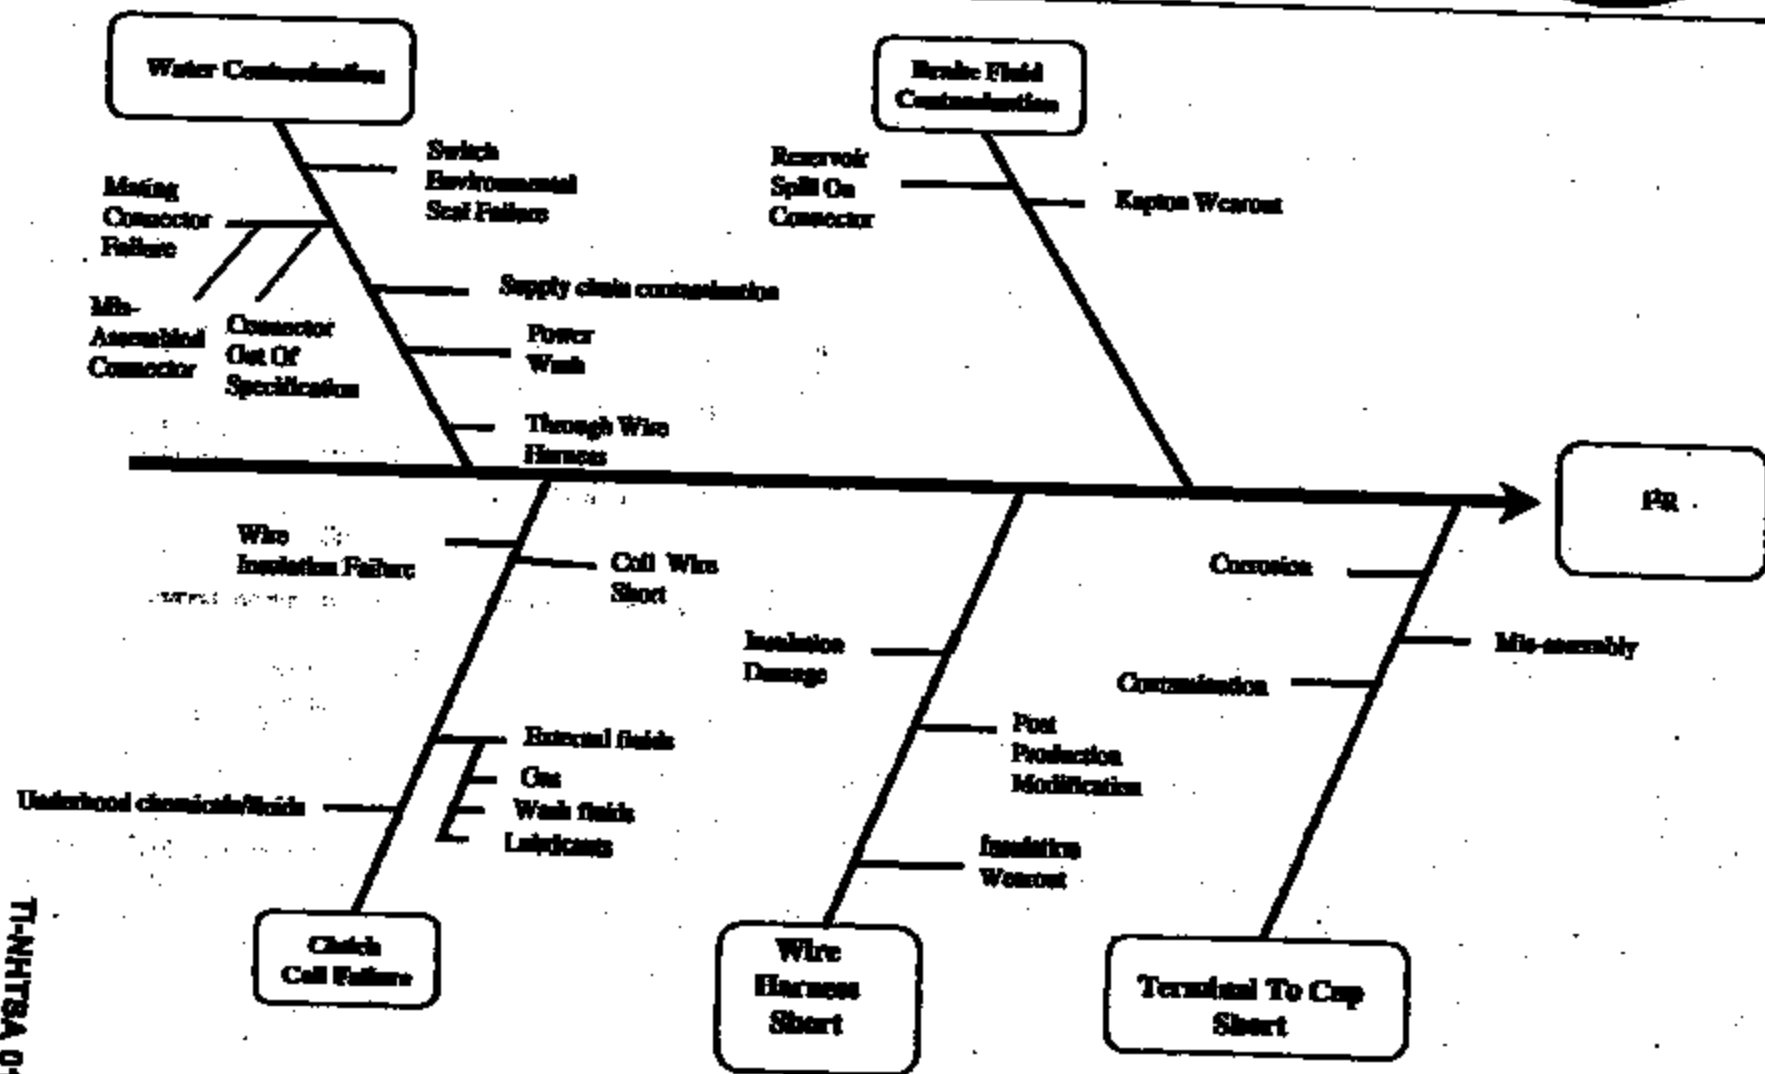 Water Contamination
Brake Fluid
Contamination
Switch
Environmental
Seal Failure
Mating
Connector
Failure
Mis-
Assembled
Connector
Connector
Out Of
Specification
Supply chain contamination
Power
Wash
Through Wire
Harness
Reservoir
Spill On
Connector
Kapton Wearout
Wire
Insulation Failure
Coil Wire
Short
External fluids
Gas
Wash fluids
Lubricants
Underhood chemicals/fluids
Insulation
Damage
Post
Production
Modification
Insulation
Wearout
Corrosion
Contamination
Mis-assembly
Clutch
Coil Failure
Wire
Harness
Short
Terminal To Cap
Short
TI-NHTSA